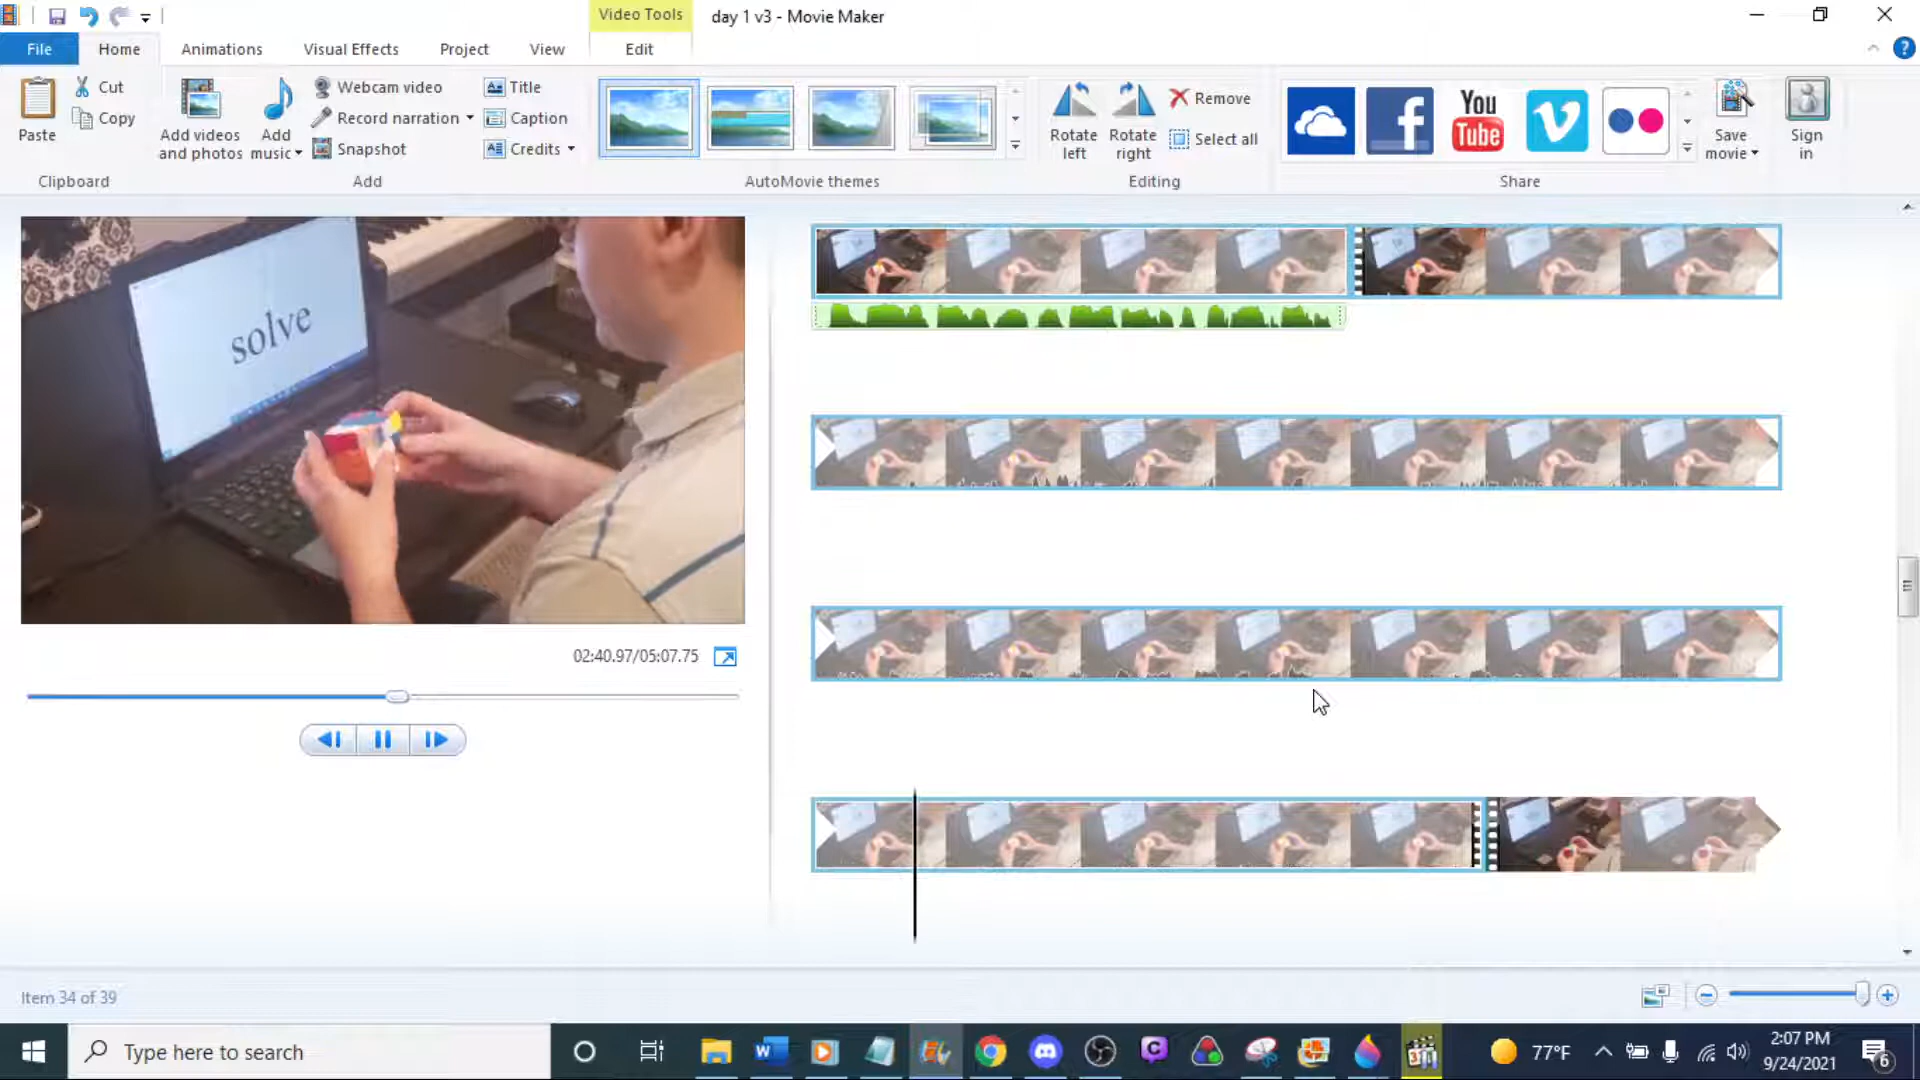 Video Tools
day 1 v3 - Movie Maker
File
Home
Animations
Visual Effects
Project
View
Edit
Paste
Cut
Copy
Clipboard
Add videos
and photos
Add
music
Webcam video
Record narration
Snapshot
Title
Caption
Credits
Add
AutoMovie themes
Rotate
left
Rotate
right
Remove
Select all
Editing
You
Tube
Share
Save
movie
Sign
in
solve
02:40.97/05:07.75
Item 34 of 39
Type here to search
77°F
2:07 PM
9/24/2021
6